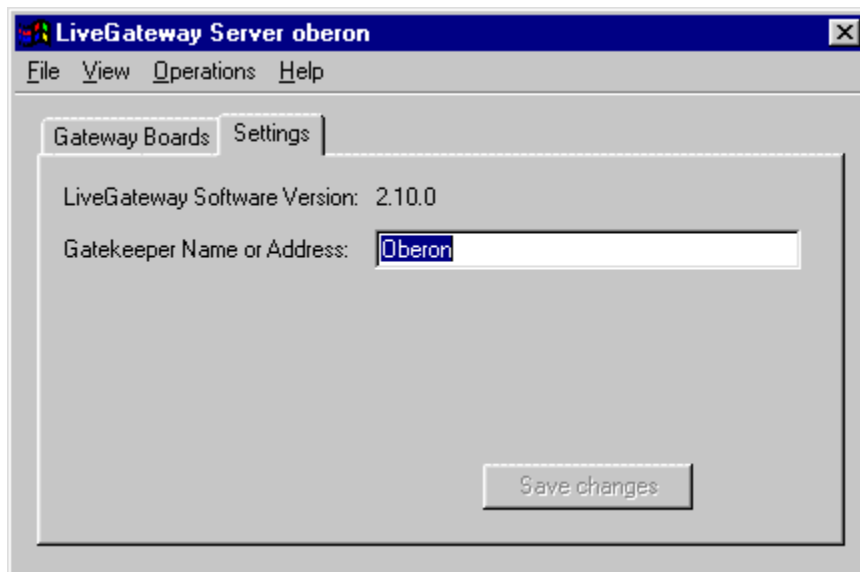 LiveGateway Server oberon
File View Operations Help
Gateway Boards Settings
LiveGateway Software Version: 2.10.0
Gatekeeper Name or Address: Oberon
Save changes